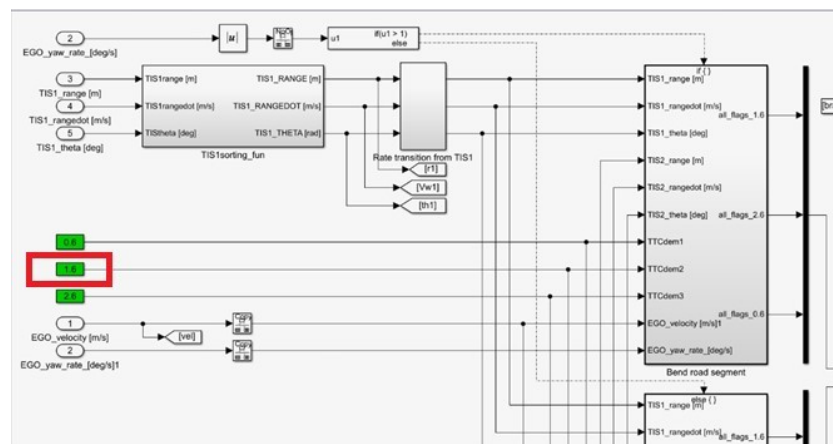 2
|u|
u1
if(u1 > 1)
else
EGO_yaw_rate_[deg/s]
if { }
3
TIS1range [m]
TIS1_RANGE [m]
TIS1_range [m]
TIS1_range [m]
4
TIS1rangedot [m/s]
TIS1_RANGEDOT [m/s]
TIS1_rangedot [m/s]
all_flags_1.6
TIS1_rangedot [m/s]
5
TIStheta [deg]
TIS1_THETA [rad]
TIS1_theta [deg]
TIS1_theta [deg]
TIS1sorting_fun
Rate transition from TIS1
TIS2_range [m]
[r1]
[Vw1]
TIS2_rangedot [m/s]
[th1]
TIS2_theta [deg]
all_flags_2.6
0.6
TTCdem1
1.6
TTCdem2
2.6
TTCdem3
1
EGO_velocity [m/s]
[vel]
Copy
EGO_velocity [m/s]1
all_flags_0.6
2
EGO_yaw_rate_[deg/s]1
Copy
EGO_yaw_rate_[deg/s]
Bend road segment
else { }
TIS1_range [m]
TIS1_rangedot [m/s]
all_flags_1.6